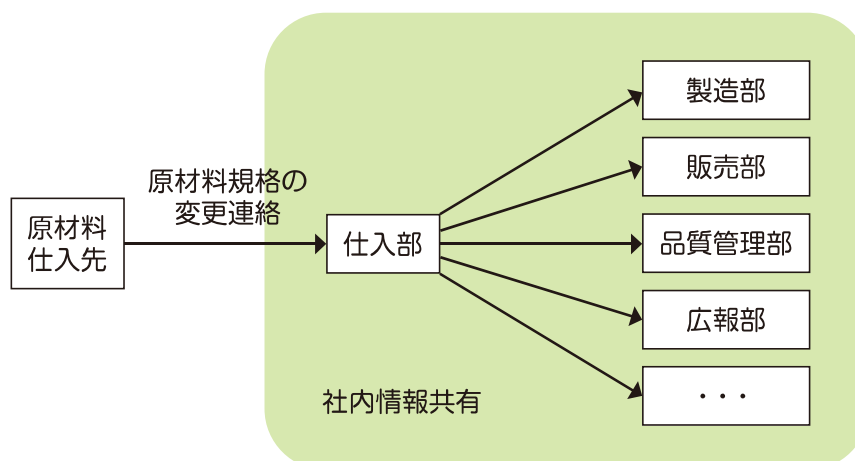 原材料
仕入先
原材料規格の
変更連絡
仕入部
製造部
販売部
品質管理部
広報部
・・・
社内情報共有